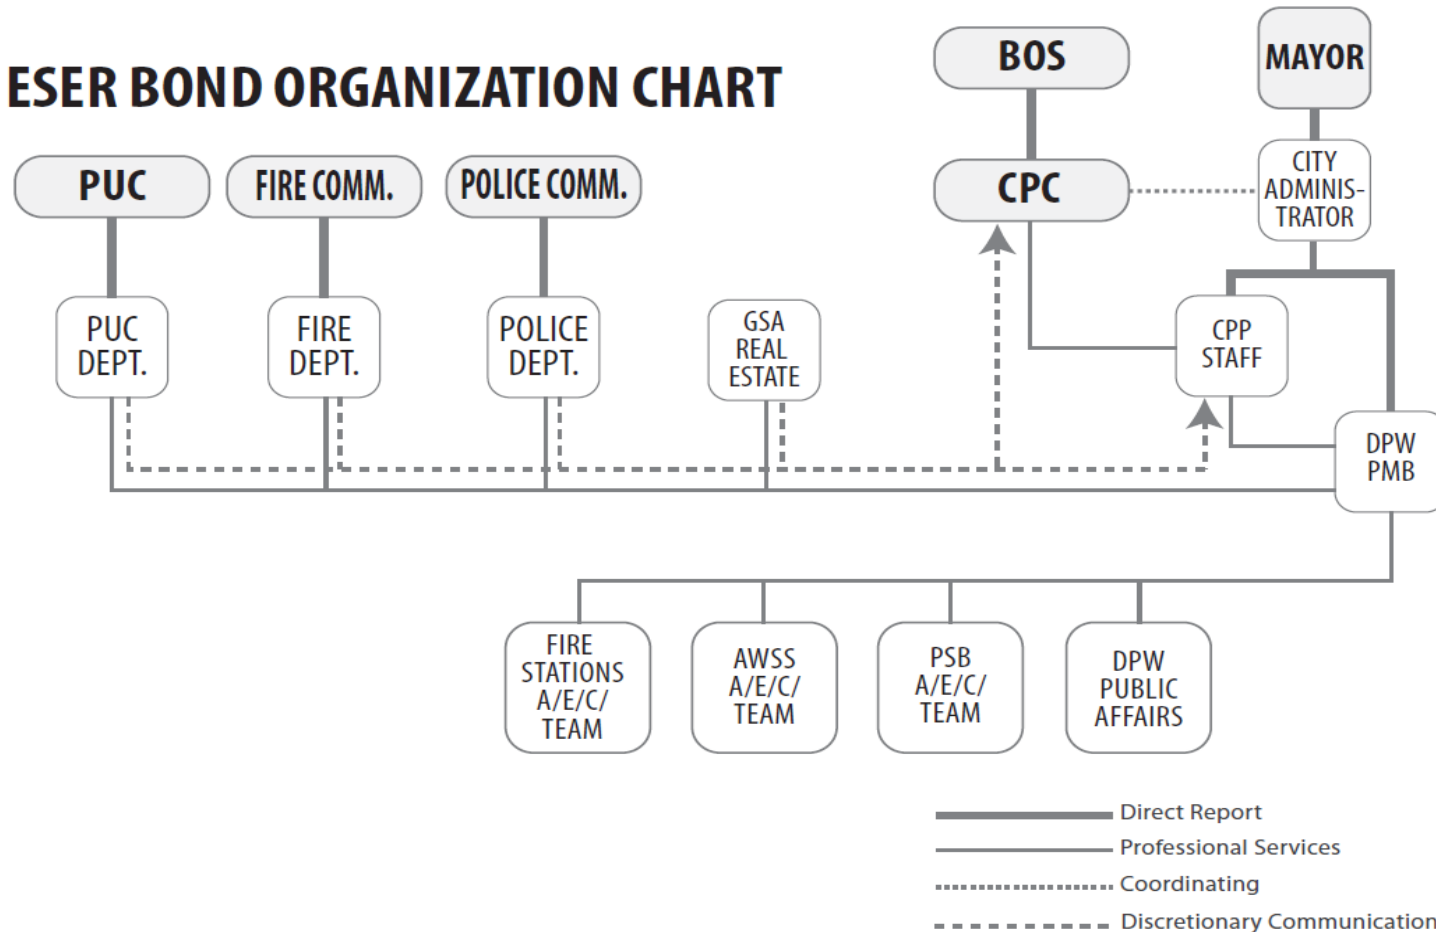 ESER BOND ORGANIZATION CHART
BOS
MAYOR
PUC
FIRE COMM.
POLICE COMM.
CPC
CITY
ADMINIS-
TRATOR
PUC
DEPT.
FIRE
DEPT.
POLICE
DEPT.
GSA
REAL
ESTATE
CPP
STAFF
DPW
PMB
FIRE
STATIONS
A/E/C/
TEAM
AWSS
A/E/C/
TEAM
PSB
A/E/C/
TEAM
DPW
PUBLIC
AFFAIRS
Direct Report
Professional Services
Coordinating
Discretionary Communication